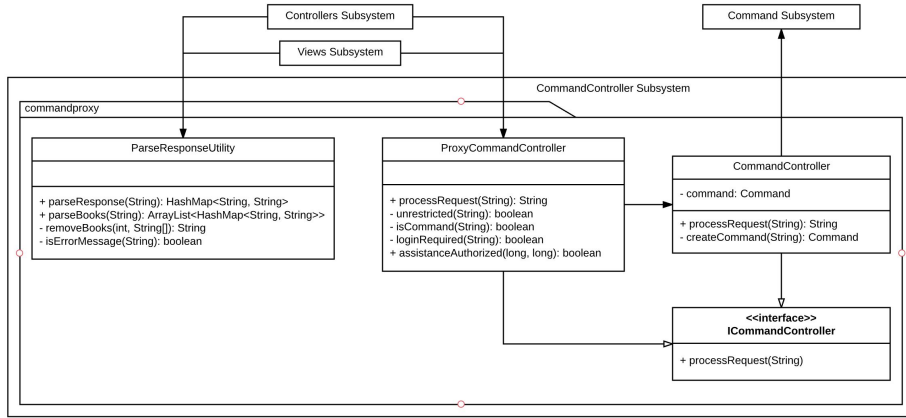 Controllers Subsystem
Command Subsystem
Views Subsystem
CommandController Subsystem
commandproxy
ParseResponseUtility
+ parseResponse(String): HashMap<String, String>
+ parseBooks(String): ArrayList<HashMap<String, String>>
- removeBooks(int, String[]): String
- isErrorMessage(String): boolean
ProxyCommandController
+ processRequest(String): String
- unrestricted(String): boolean
- isCommand(String): boolean
- loginRequired(String): boolean
+ assistanceAuthorized(long, long): boolean
CommandController
- command: Command
+ processRequest(String): String
- createCommand(String): Command
<<interface>>
ICommandController
+ processRequest(String)